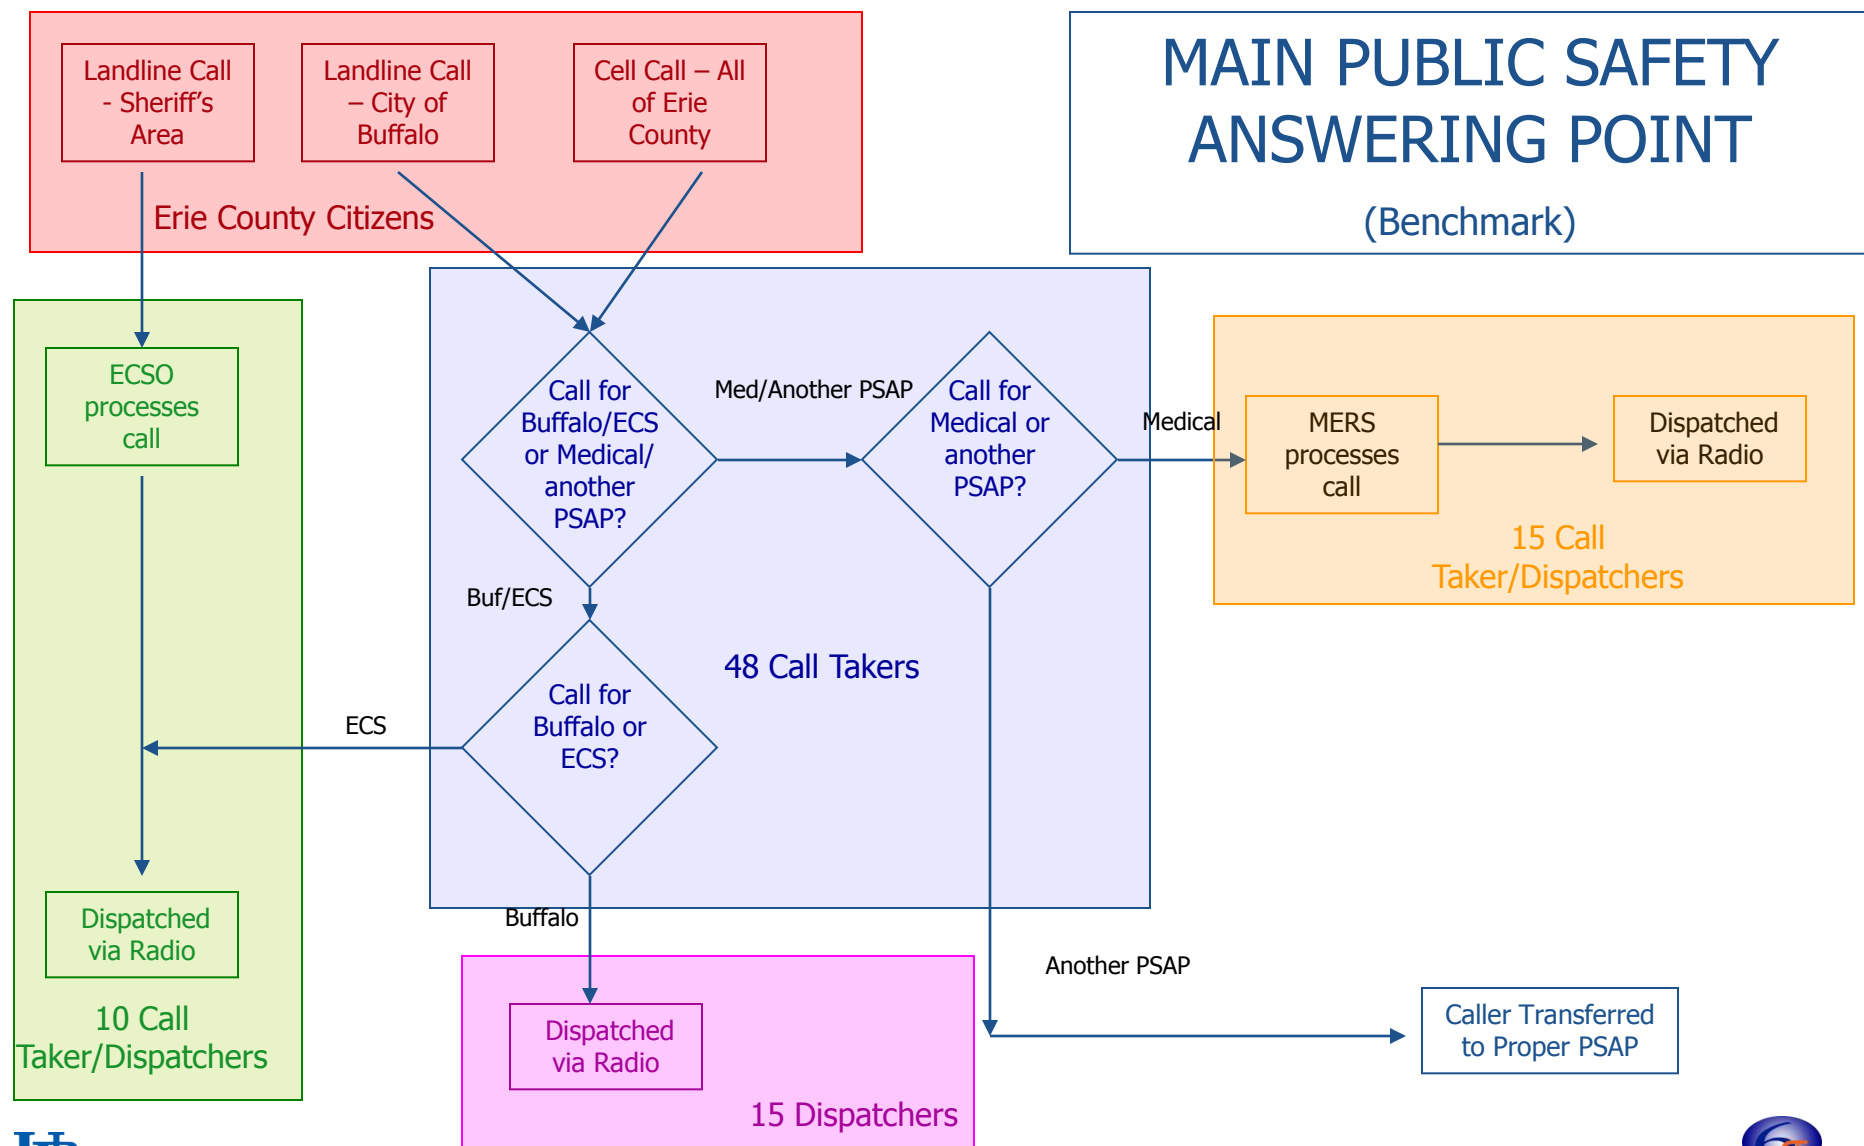 MAIN PUBLIC SAFETY
ANSWERING POINT
(Benchmark)
Landline Call
- Sheriff's
Area
Landline Call
– City of
Buffalo
Cell Call – All
of Erie
County
Erie County Citizens
ECSO
processes
call
Call for
Buffalo/ECS
or Medical/
another
PSAP?
Med/Another PSAP
Call for
Medical or
another
PSAP?
Medical
MERS
processes
call
Dispatched
via Radio
15 Call
Taker/Dispatchers
Buf/ECS
48 Call Takers
Call for
Buffalo or
ECS?
ECS
Buffalo
Dispatched
via Radio
10 Call
Taker/Dispatchers
Dispatched
via Radio
15 Dispatchers
Another PSAP
Caller Transferred
to Proper PSAP